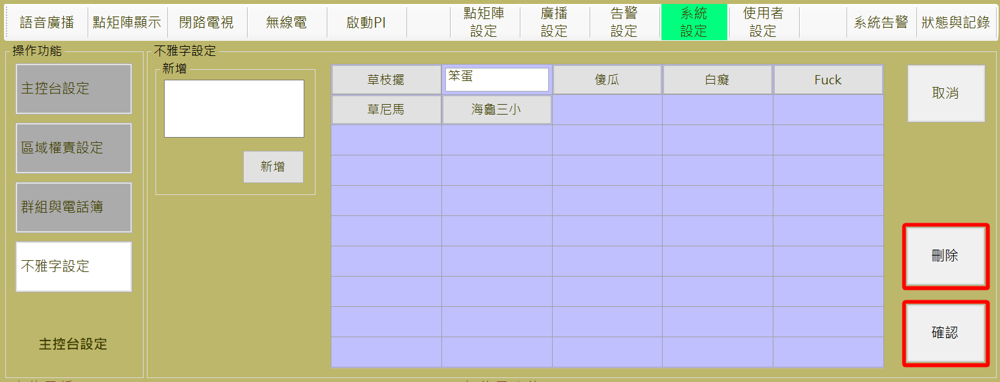 語音廣播 點矩陣顯示 閉路電視 無線電 啟動PI 點矩陣 廣播 告警 系統 使用者 系統告警 狀態與記錄
設定 設定 設定 設定 設定
操作功能
主控台設定
區域權責設定
群組與電話簿
不雅字設定
主控台設定
不雅字設定
新增
新增
草枝擺 笨蛋 傻瓜 白癡 Fuck
草尼馬 海龜三小
取消
刪除
確認